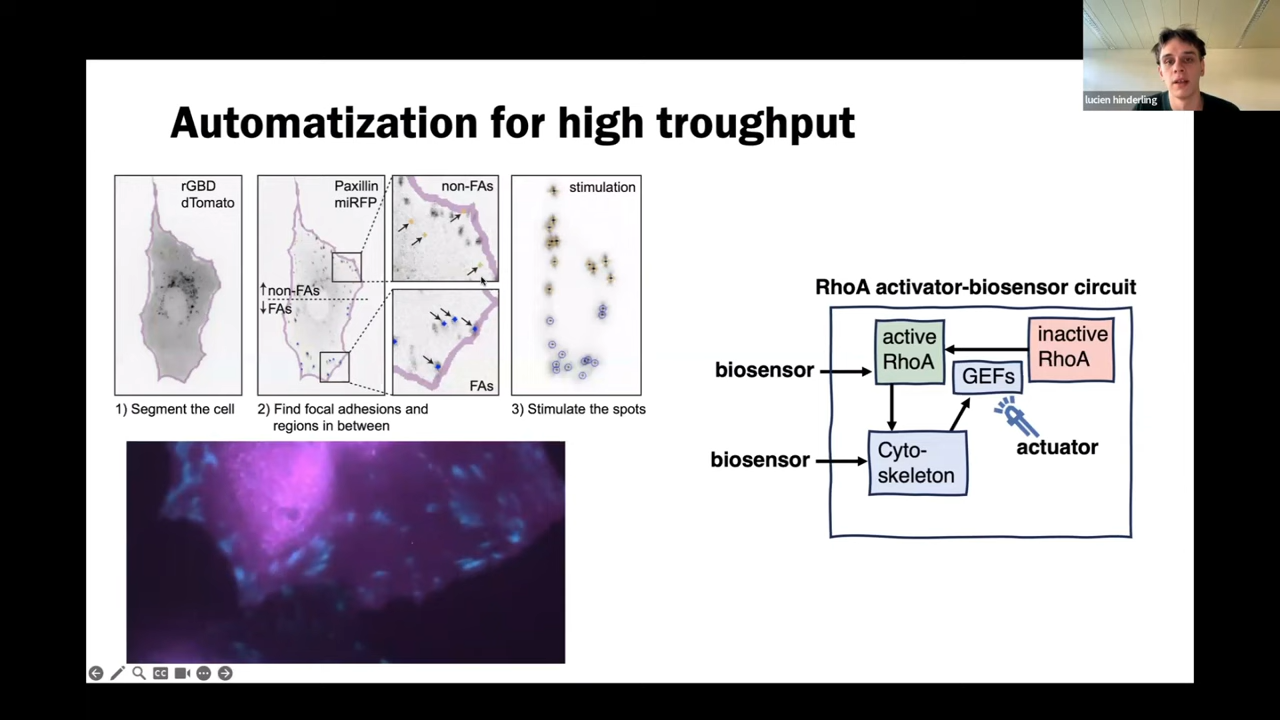 lucien hinderling
Automatization for high troughput
rGBD
dTomato
Paxillin
miRFP
non-FAs
stimulation
↑non-FAs
↓FAs
FAs
1) Segment the cell
2) Find focal adhesions and
regions in between
3) Stimulate the spots
RhoA activator-biosensor circuit
active
RhoA
inactive
RhoA
GEFs
biosensor
actuator
biosensor
Cyto-
skeleton
CC